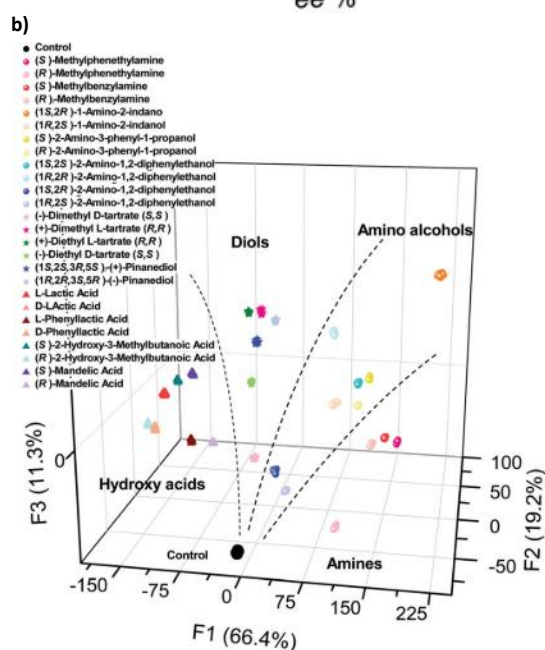 ee %
b)
Control
(S)-Methylphenethylamine
(R)-Methylphenethylamine
(S)-Methylbenzylamine
(R)-Methylbenzylamine
(1S,2R)-1-Amino-2-indano
(1R,2S)-1-Amino-2-indanol
(S)-2-Amino-3-phenyl-1-propanol
(R)-2-Amino-3-phenyl-1-propanol
(1S,2S)-2-Amino-1,2-diphenylethanol
(1R,2R)-2-Amino-1,2-diphenylethanol
(1S,2R)-2-Amino-1,2-diphenylethanol
(1R,2S)-2-Amino-1,2-diphenylethanol
(-)-Dimethyl D-tartrate (S,S)
(+)-Dimethyl L-tartrate (R,R)
(+)-Diethyl L-tartrate (R,R)
(-)-Diethyl D-tartrate (S,S)
(1S,2S,3R,5S)-(+)-Pinanediol
(1R,2R,3S,5R)-(-)-Pinanediol
L-Lactic Acid
D-LActic Acid
L-Phenyllactic Acid
D-Phenyllactic Acid
(S)-2-Hydroxy-3-Methylbutanoic Acid
(R)-2-Hydroxy-3-Methylbutanoic Acid
(S)-Mandelic Acid
(R)-Mandelic Acid
Diols
Amino alcohols
Hydroxy acids
Control
Amines
0
F3 (11.3%)
100
50
0
-50
F2 (19.2%)
-150
-75
0
75
150
225
F1 (66.4%)